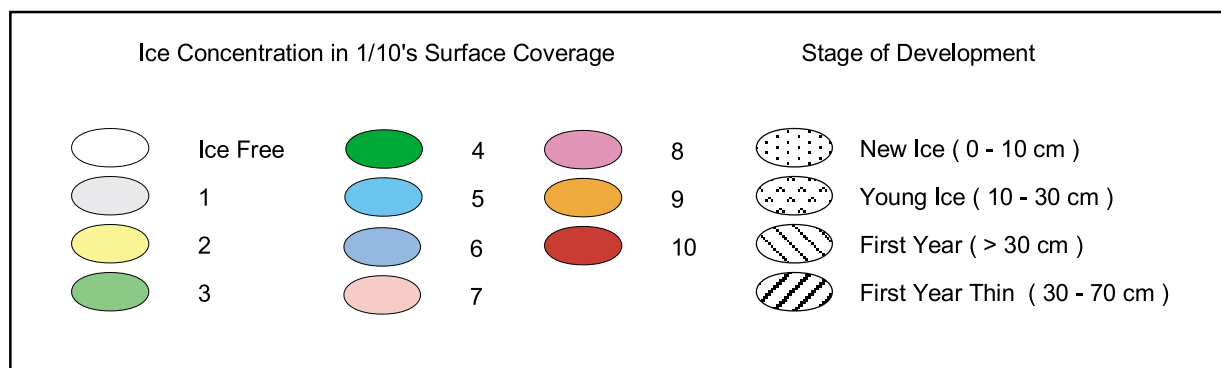 Ice Concentration in 1/10's Surface Coverage
Stage of Development
Ice Free
1
2
3
4
5
6
7
8
9
10
New Ice ( 0 - 10 cm )
Young Ice ( 10 - 30 cm )
First Year ( > 30 cm )
First Year Thin ( 30 - 70 cm )